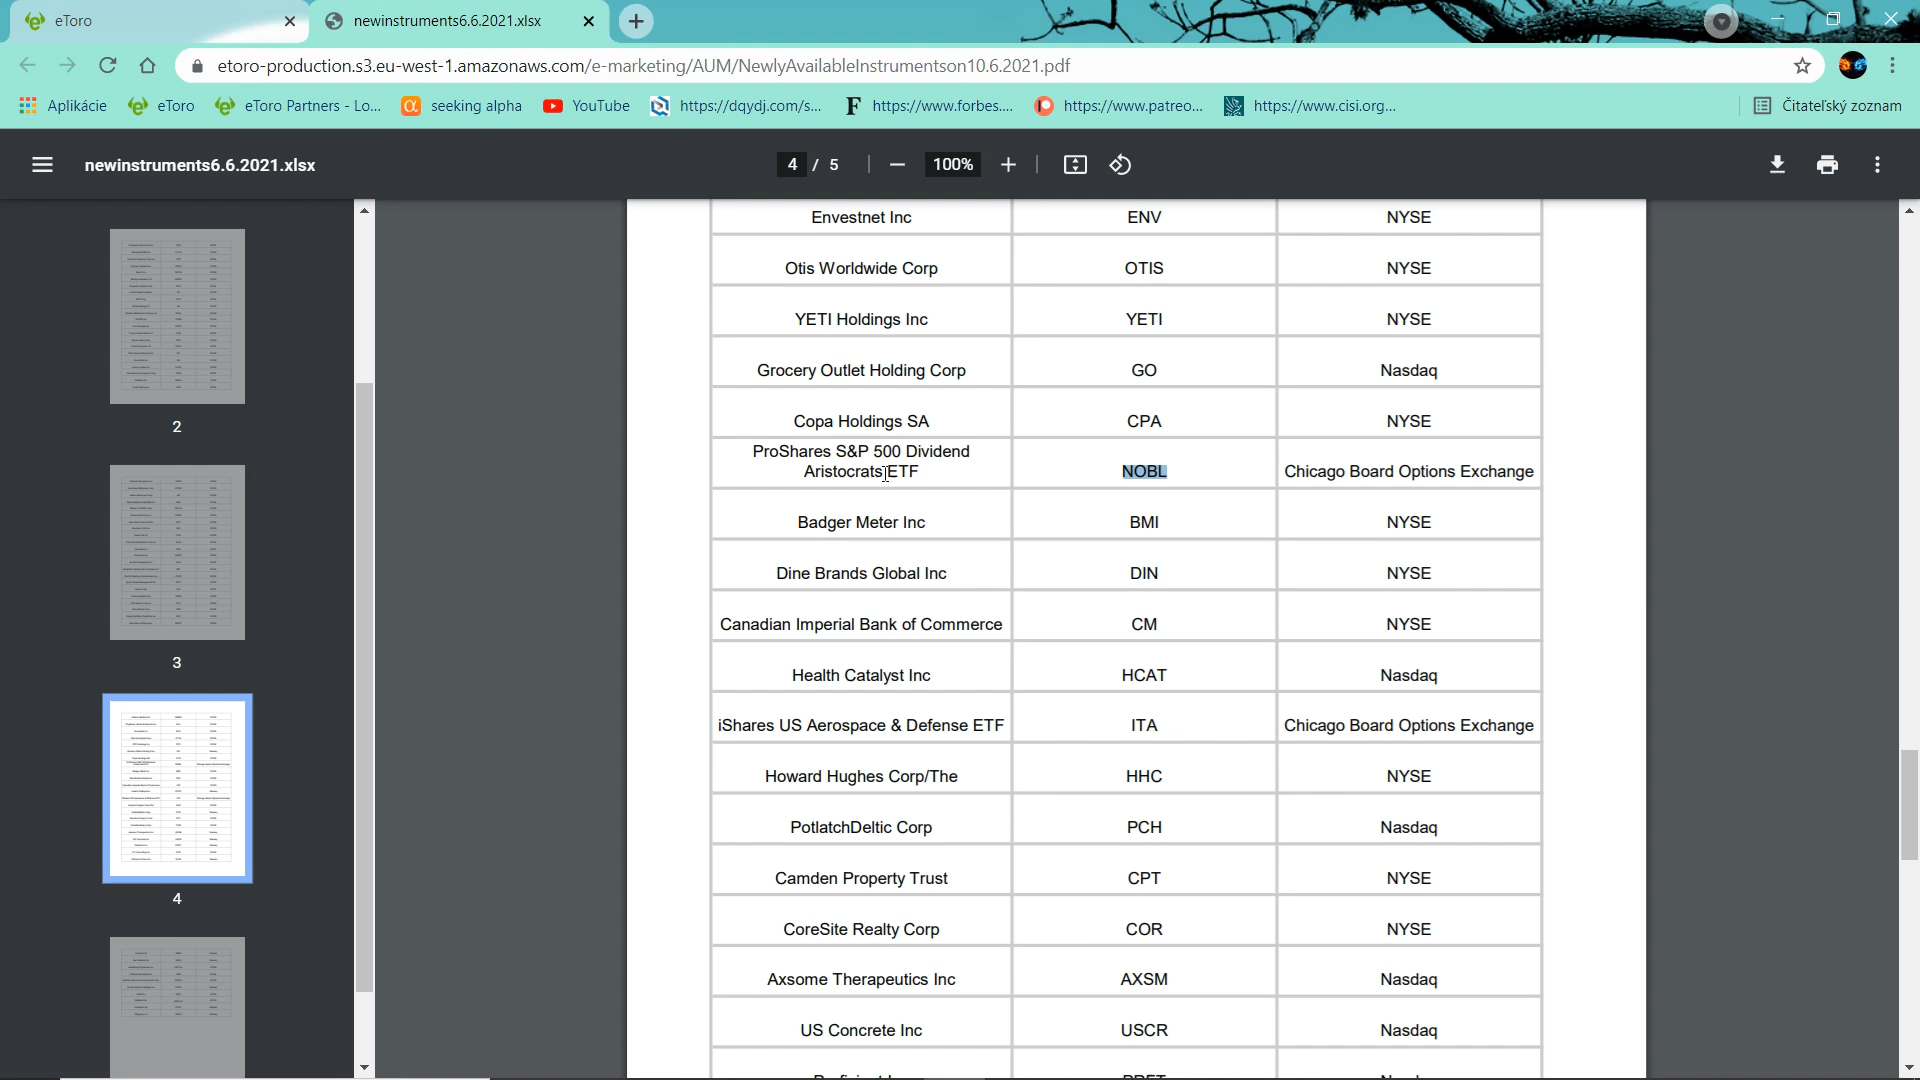 eToro
newinstruments6.6.2021.xlsx
etoro-production.s3.eu-west-1.amazonaws.com/e-marketing/AUM/NewlyAvailableInstrumentson10.6.2021.pdf
Aplikácie eToro eToro Partners - Lo... seeking alpha YouTube https://dqydj.com/s... https://www.forbes.... https://www.patreo... https://www.cisi.org... Čitateľský zoznam
newinstruments6.6.2021.xlsx 4 / 5 100%
2
3
4
Envestnet Inc ENV NYSE
Otis Worldwide Corp OTIS NYSE
YETI Holdings Inc YETI NYSE
Grocery Outlet Holding Corp GO Nasdaq
Copa Holdings SA CPA NYSE
ProShares S&P 500 Dividend
Aristocrats ETF NOBL Chicago Board Options Exchange
Badger Meter Inc BMI NYSE
Dine Brands Global Inc DIN NYSE
Canadian Imperial Bank of Commerce CM NYSE
Health Catalyst Inc HCAT Nasdaq
iShares US Aerospace & Defense ETF ITA Chicago Board Options Exchange
Howard Hughes Corp/The HHC NYSE
PotlatchDeltic Corp PCH Nasdaq
Camden Property Trust CPT NYSE
CoreSite Realty Corp COR NYSE
Axsome Therapeutics Inc AXSM Nasdaq
US Concrete Inc USCR Nasdaq